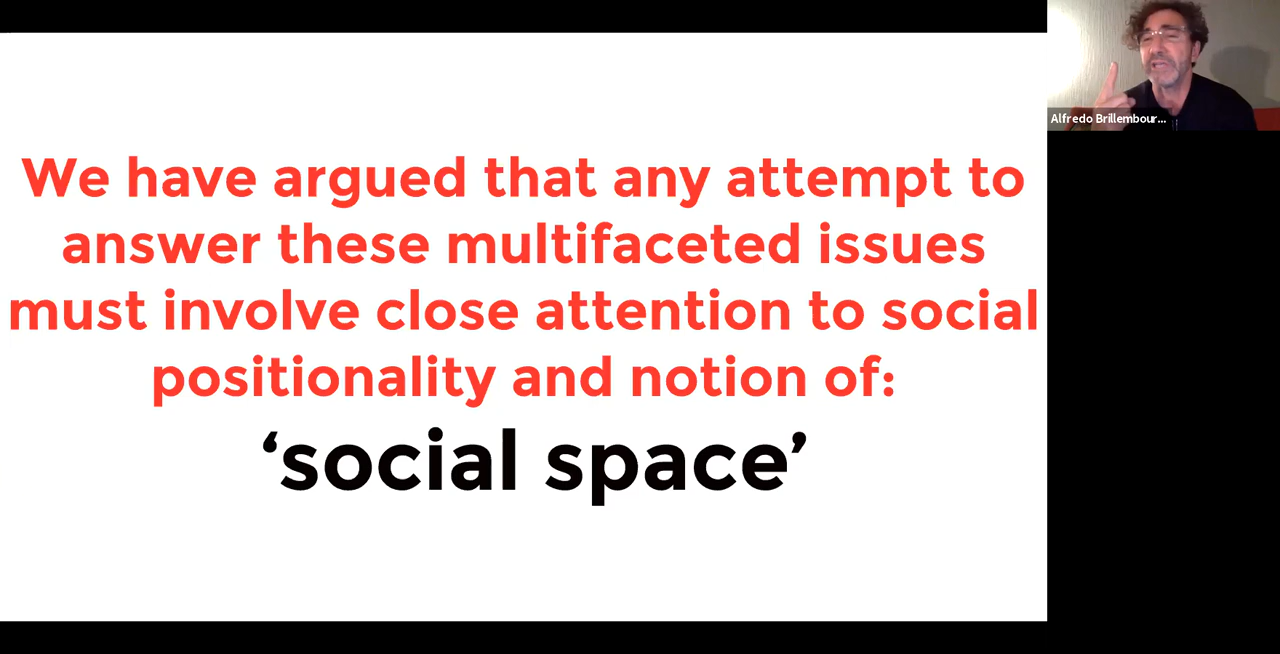 We have argued that any attempt to
answer these multifaceted issues
must involve close attention to social
positionality and notion of:
‘social space’
Alfredo Brillembour...